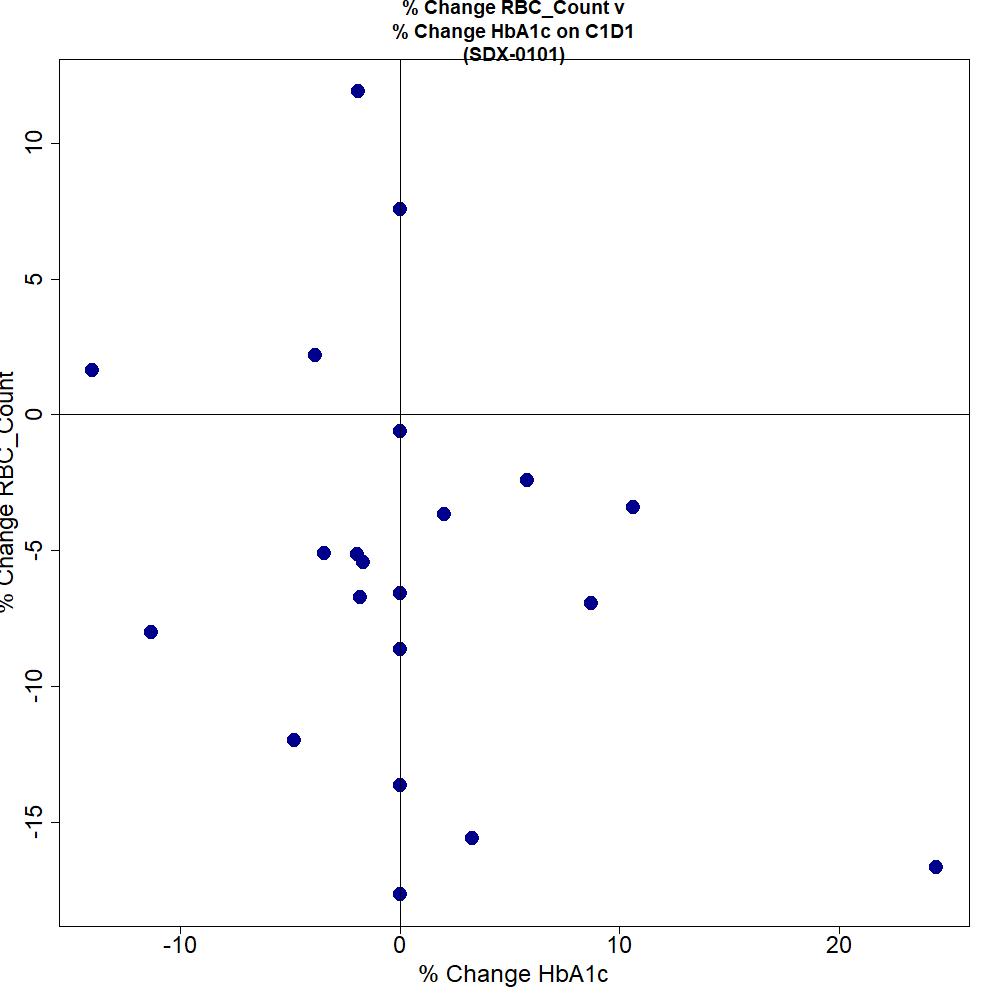 % Change RBC_Count v
% Change HbA1c on C1D1
(SDX-0101)
% Change RBC_Count
10
5
0
-5
-10
-15
-10
0
10
20
% Change HbA1c